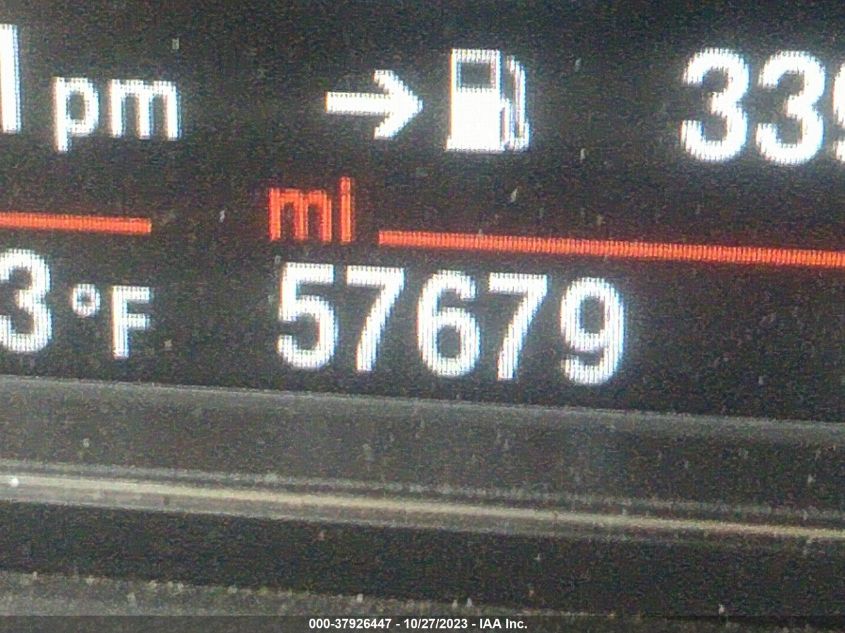 pm → 33
mi
°F 57679
000-37926447 - 10/27/2023 - IAA Inc.